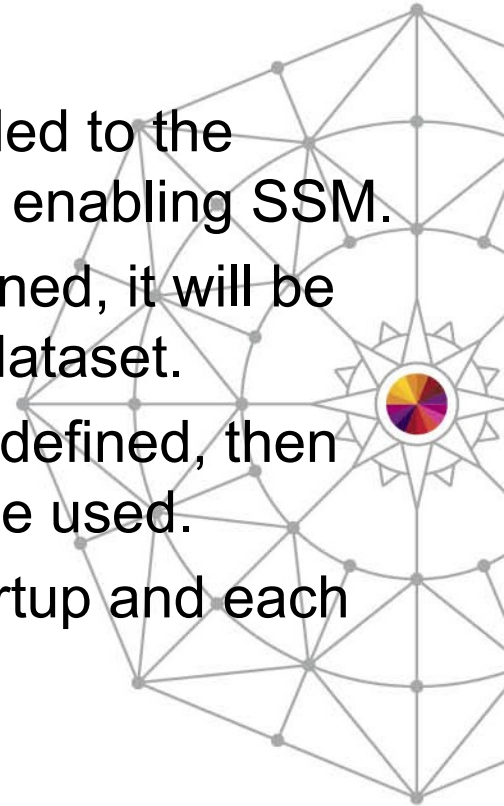 led to the
enabling SSM.
ned, it will be
lataset.
defined, then
e used.
rtup and each